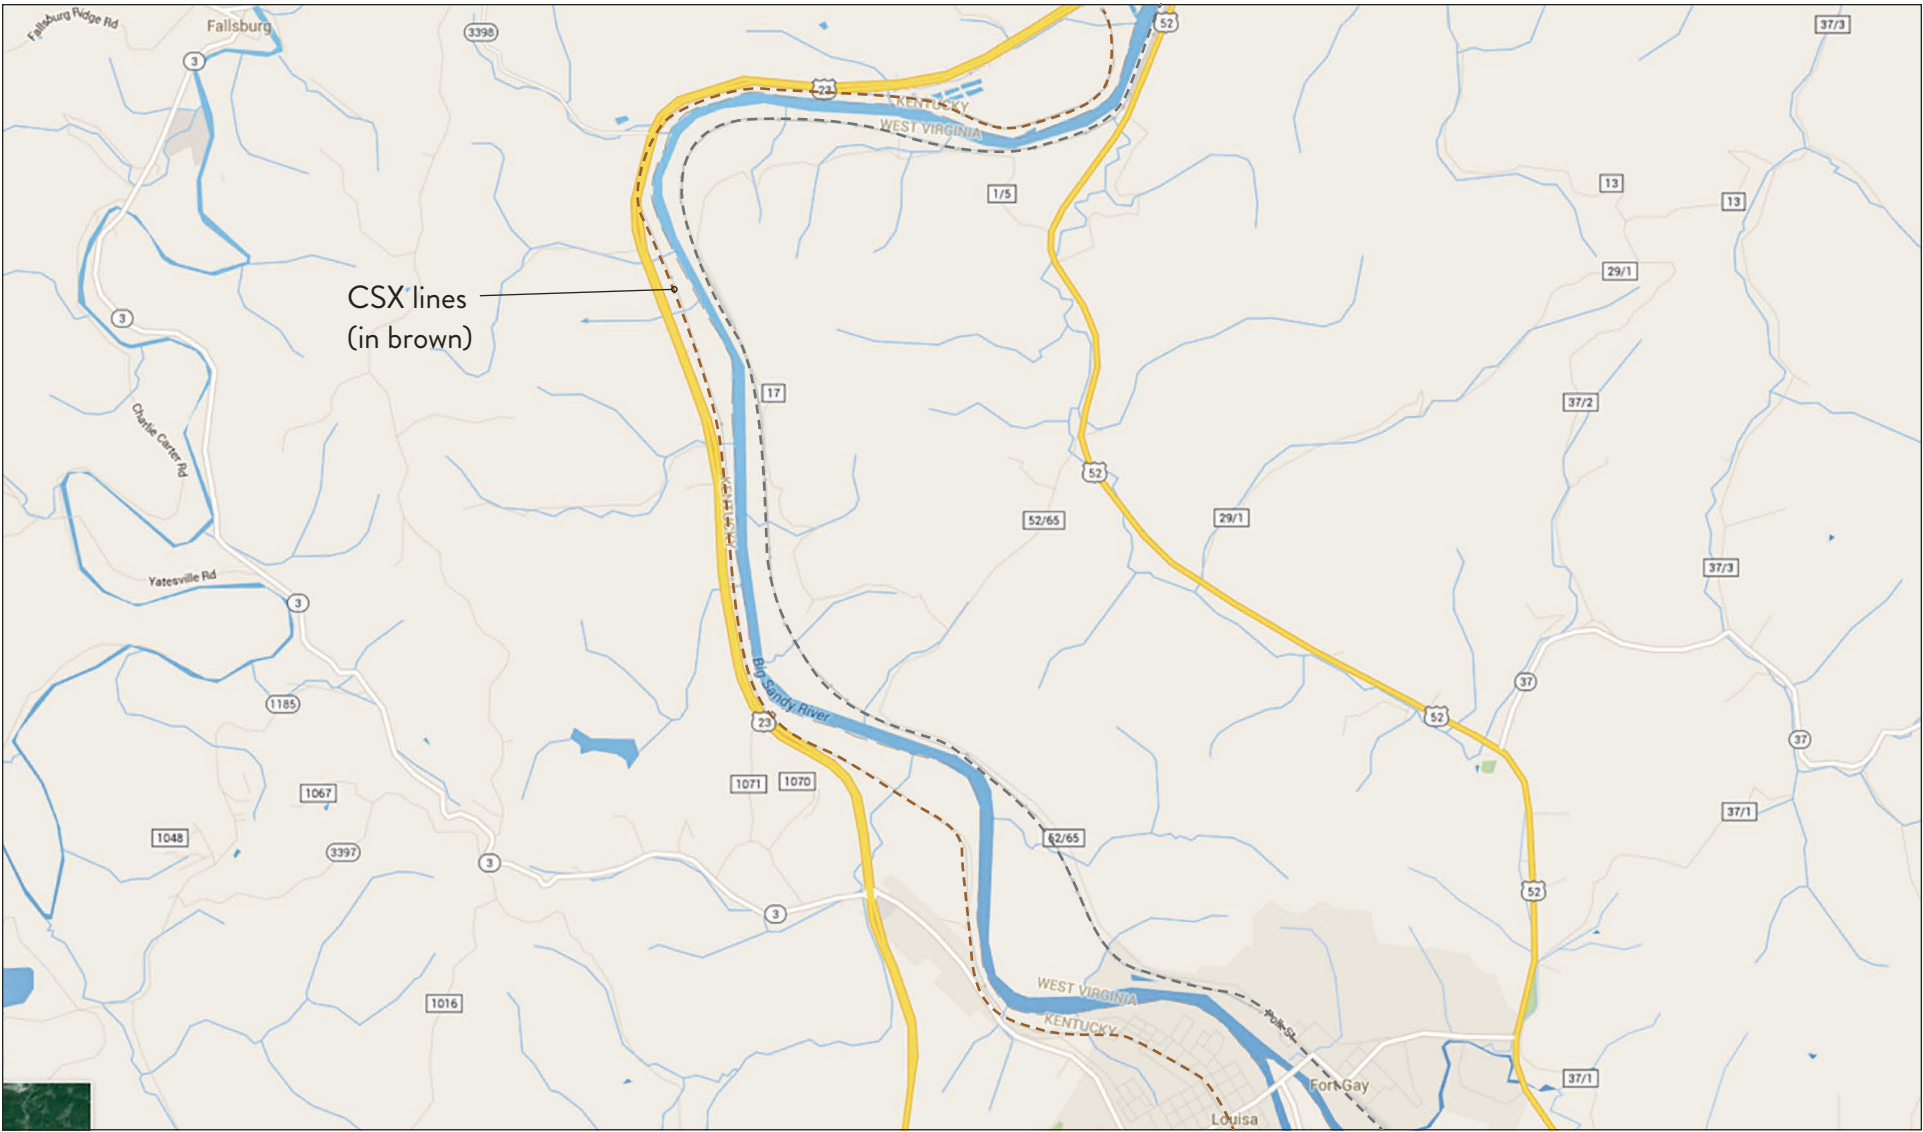 Fallsburg Ridge Rd
Fallsburg
3398
52
37/3
3
23
KENTUCKY
WEST VIRGINIA
1/5
13
13
29/1
CSX lines
(in brown)
3
17
37/2
Charlie Carter Rd
52
KENTUCKY
52/65
29/1
37/3
Yatesville Rd
3
Big Sandy River
37
1185
23
52
37
1071
1070
1067
37/1
1048
3397
52/65
3
52
3
WEST VIRGINIA
1016
KENTUCKY
Polk St
37/1
Fort Gay
Louisa